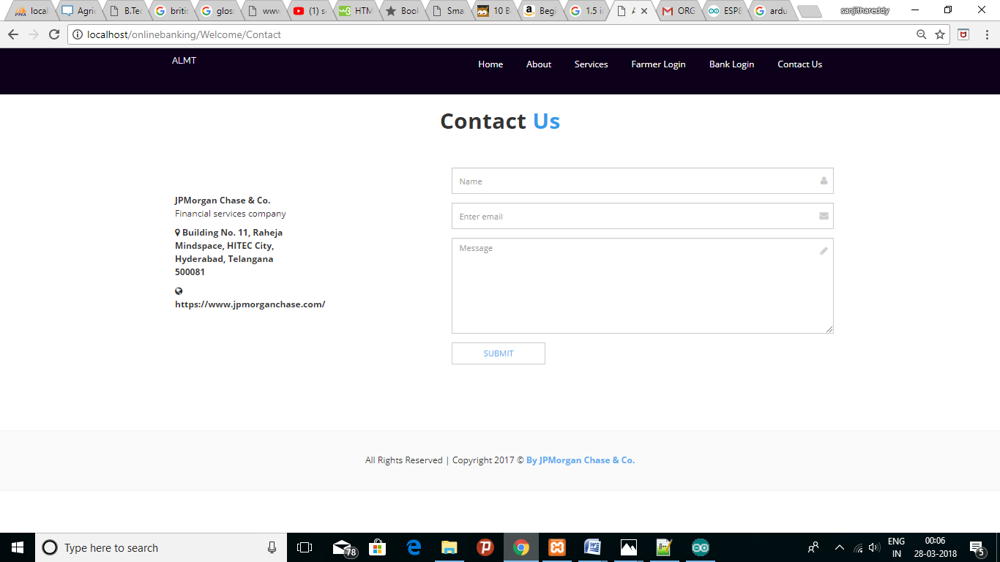 local
Agri
B.Tec
britis
glos
www
(1) s
HTM
Bool
Sma
10 B
Begi
1.5 i
A
ORG
ESP8
ardu
sanjithareddy
localhost/onlinebanking/Welcome/Contact
ALMT
Home About Services Farmer Login Bank Login Contact Us
Contact Us
Name
Enter email
Message
SUBMIT
JPMorgan Chase & Co.
Financial services company
Building No. 11, Raheja
Mindspace, HITEC City,
Hyderabad, Telangana
500081
https://www.jpmorganchase.com/
All Rights Reserved | Copyright 2017 © By JPMorgan Chase & Co.
Type here to search
78
ENG
IN
00:06
28-03-2018
5